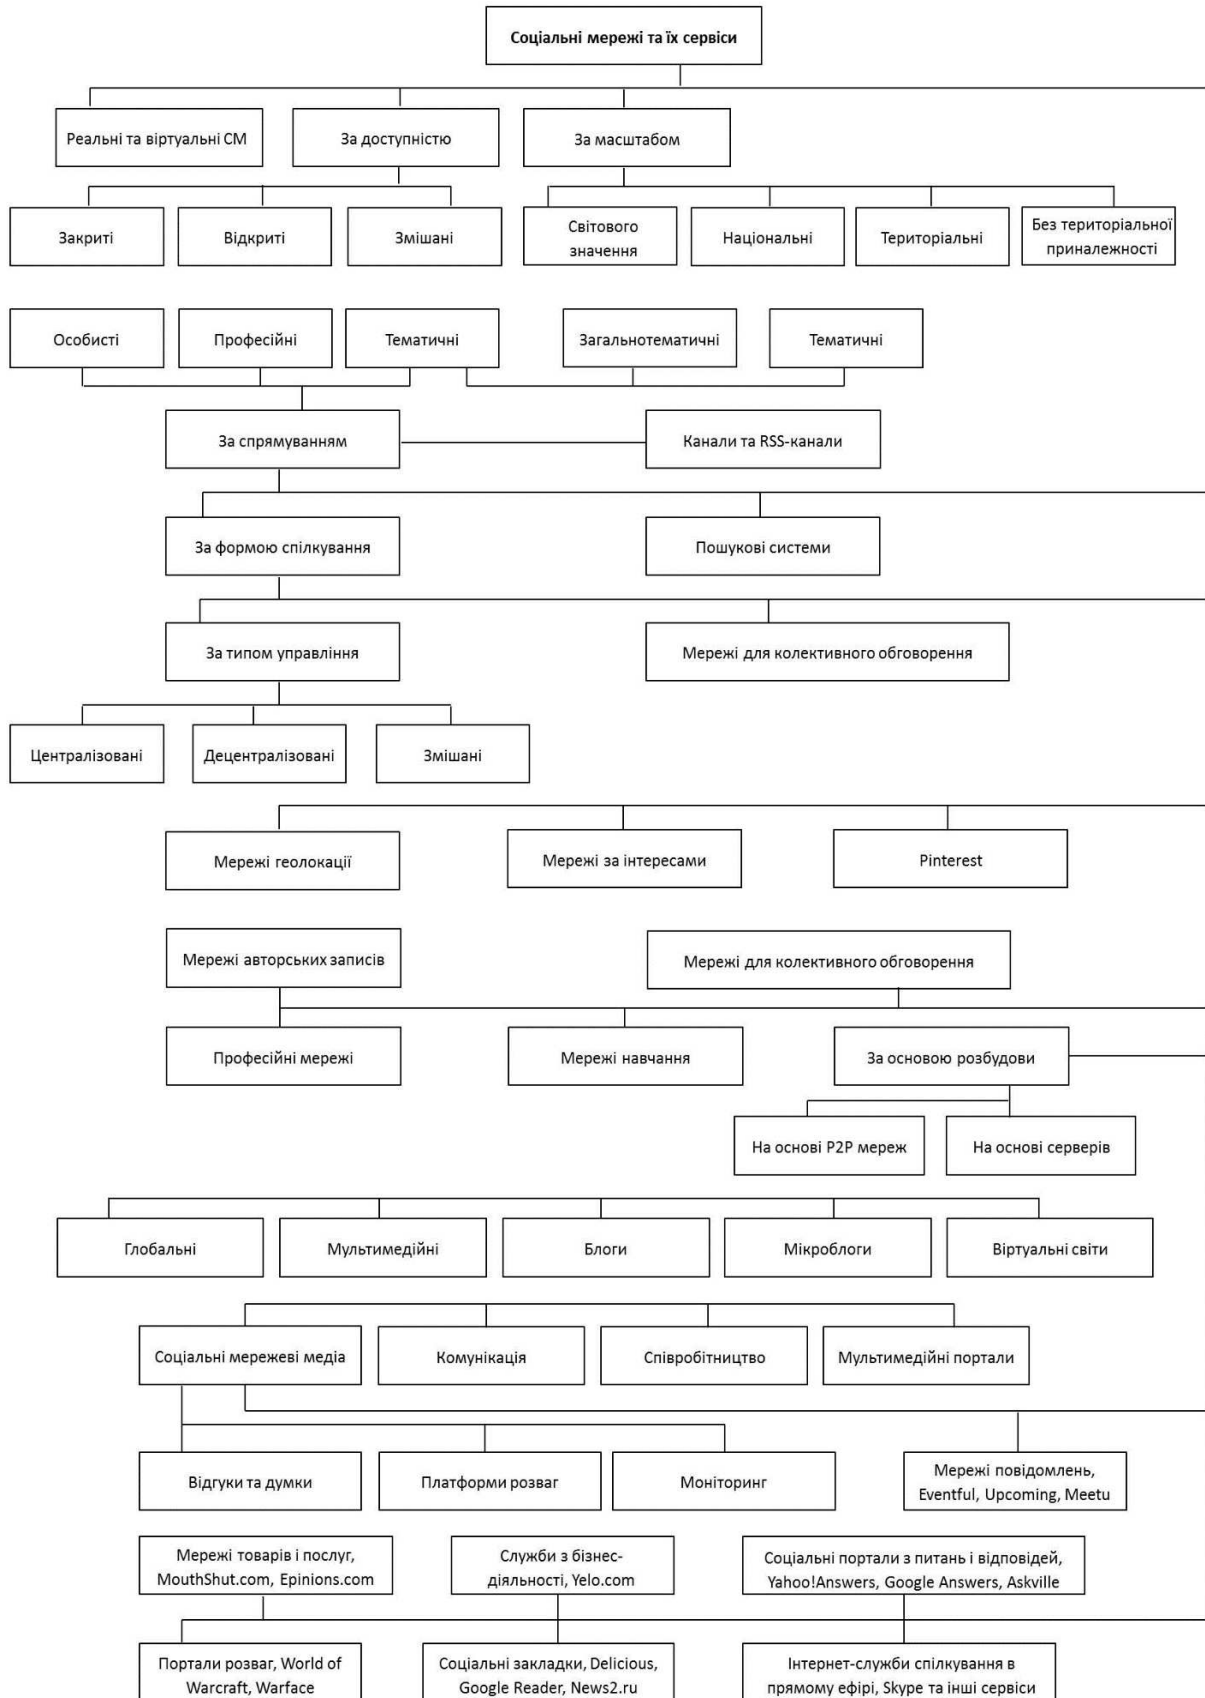 Соціальні мережі та їх сервіси
Реальні та віртуальні СМ
За доступністю
За масштабом
Закриті
Відкриті
Змішані
Світового
значення
Національні
Територіальні
Без територіальної
приналежності
Особисті
Професійні
Тематичні
Загальнотематичні
Тематичні
За спрямуванням
Канали та RSS-канали
За формою спілкування
Пошукові системи
За типом управління
Мережі для колективного обговорення
Централізовані
Децентралізовані
Змішані
Мережі геолокації
Мережі за інтересами
Pinterest
Мережі авторських записів
Мережі для колективного обговорення
Професійні мережі
Мережі навчання
За основою розбудови
На основі P2P мереж
На основі серверів
Глобальні
Мультимедійні
Блоги
Мікроблоги
Віртуальні світи
Соціальні мережеві медіа
Комунікація
Співробітництво
Мультимедійні портали
Відгуки та думки
Платформи розваг
Моніторинг
Мережі повідомлень,
Eventful, Upcoming, Meetu
Мережі товарів і послуг,
MouthShut.com, Epinions.com
Служби з бізнес-
діяльності, Yelo.com
Соціальні портали з питань і відповідей,
Yahoo!Answers, Google Answers, Askville
Портали розваг, World of
Warcraft, Warface
Соціальні закладки, Delicious,
Google Reader, News2.ru
Інтернет-служби спілкування в
прямому ефірі, Skype та інші сервіси